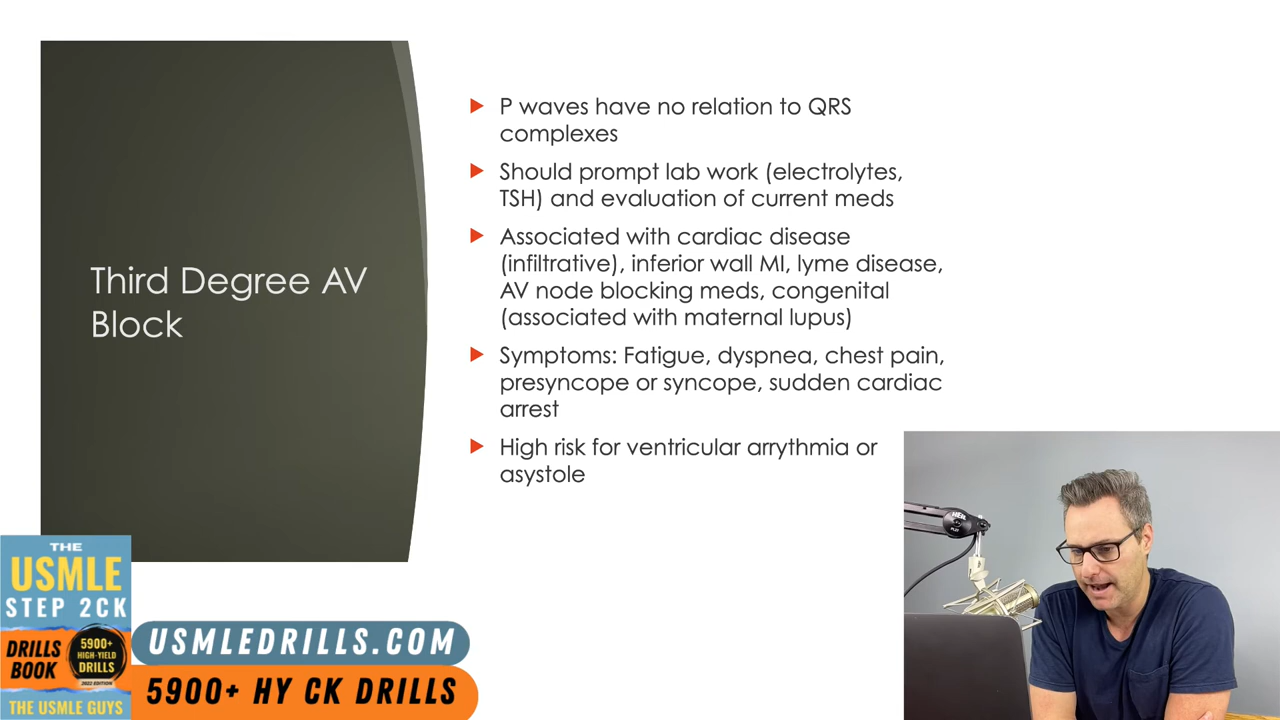 Third Degree AV
Block
P waves have no relation to QRS
complexes
Should prompt lab work (electrolytes,
TSH) and evaluation of current meds
Associated with cardiac disease
(infiltrative), inferior wall MI, lyme disease,
AV node blocking meds, congenital
(associated with maternal lupus)
Symptoms: Fatigue, dyspnea, chest pain,
presyncope or syncope, sudden cardiac
arrest
High risk for ventricular arrythmia or
asystole
THE
USMLE
STEP 2CK
DRILLS
BOOK
5900+
HIGH-YIELD
DRILLS
2022 EDITION
THE USMLE GUYS
USMLEDRILLS.COM
5900+ HY CK DRILLS